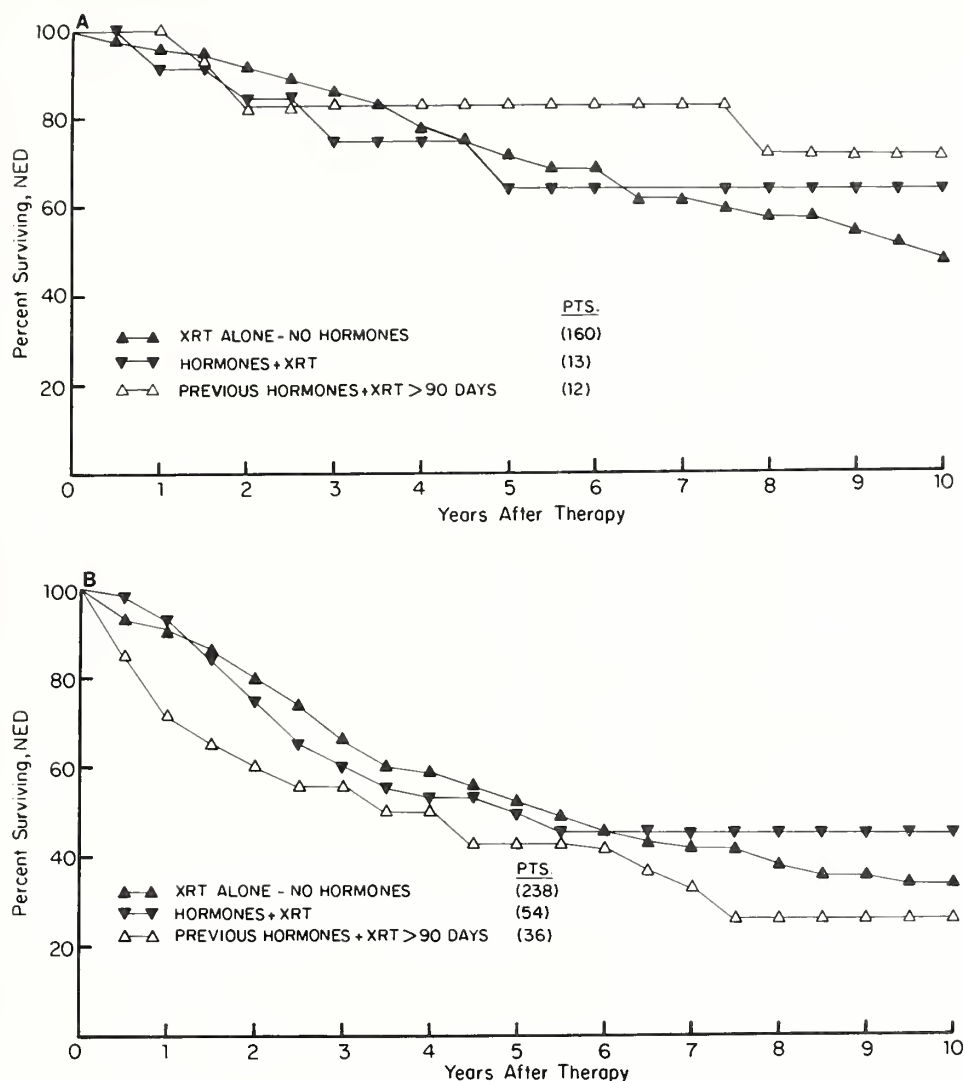 A
100
80
60
40
20
0 1 2 3 4 5 6 7 8 9 10
Percent Surviving, NED
PTS.
XRT ALONE – NO HORMONES (160)
HORMONES + XRT (13)
PREVIOUS HORMONES + XRT > 90 DAYS (12)
Years After Therapy
B
100
80
60
40
20
0 1 2 3 4 5 6 7 8 9 10
Percent Surviving, NED
PTS.
XRT ALONE – NO HORMONES (238)
HORMONES + XRT (54)
PREVIOUS HORMONES + XRT > 90 DAYS (36)
Years After Therapy